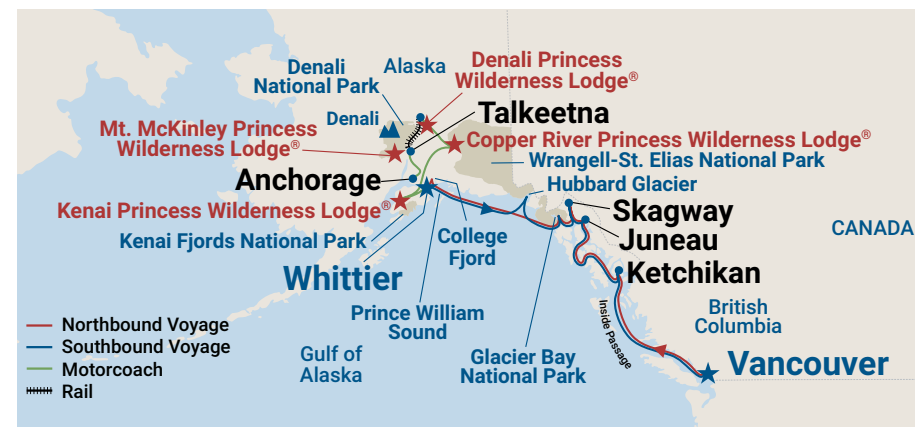 Denali Princess
Wilderness Lodge®
Denali
National Park
Alaska
Talkeetna
Denali
Mt. McKinley Princess
Wilderness Lodge®
Copper River Princess Wilderness Lodge®
Wrangell-St. Elias National Park
Anchorage
Hubbard Glacier
Kenai Princess Wilderness Lodge®
Skagway
Juneau
CANADA
Kenai Fjords National Park
College
Fjord
Whittier
Ketchikan
Prince William
Sound
Inside Passage
British
Columbia
Northbound Voyage
Southbound Voyage
Motorcoach
Rail
Gulf of
Alaska
Glacier Bay
National Park
Vancouver